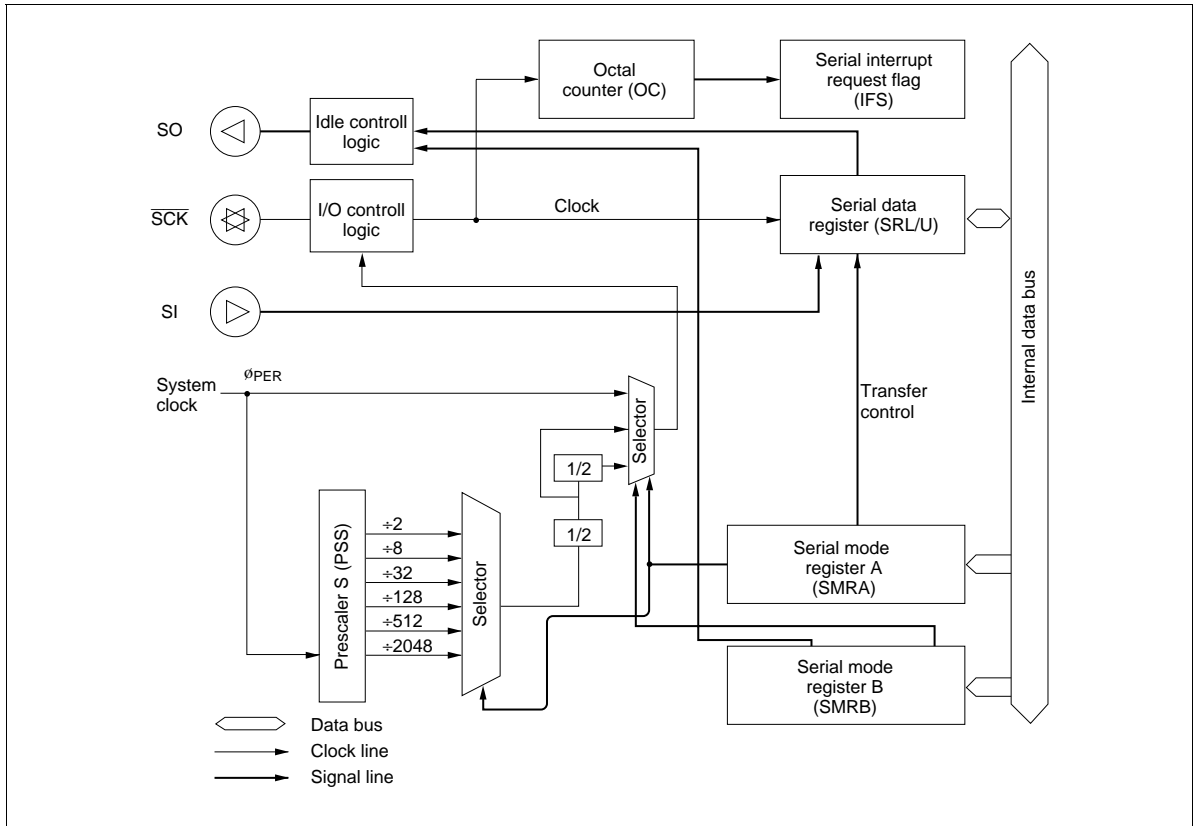 Octal
counter (OC)
Serial interrupt
request flag
(IFS)
SO
Idle controll
logic
SCK
I/O controll
logic
Clock
Serial data
register (SRL/U)
SI
Internal data bus
System
clock
øPER
Selector
Transfer
control
1/2
1/2
Prescaler S (PSS)
÷2
÷8
÷32
÷128
÷512
÷2048
Selector
Serial mode
register A
(SMRA)
Serial mode
register B
(SMRB)
Data bus
Clock line
Signal line